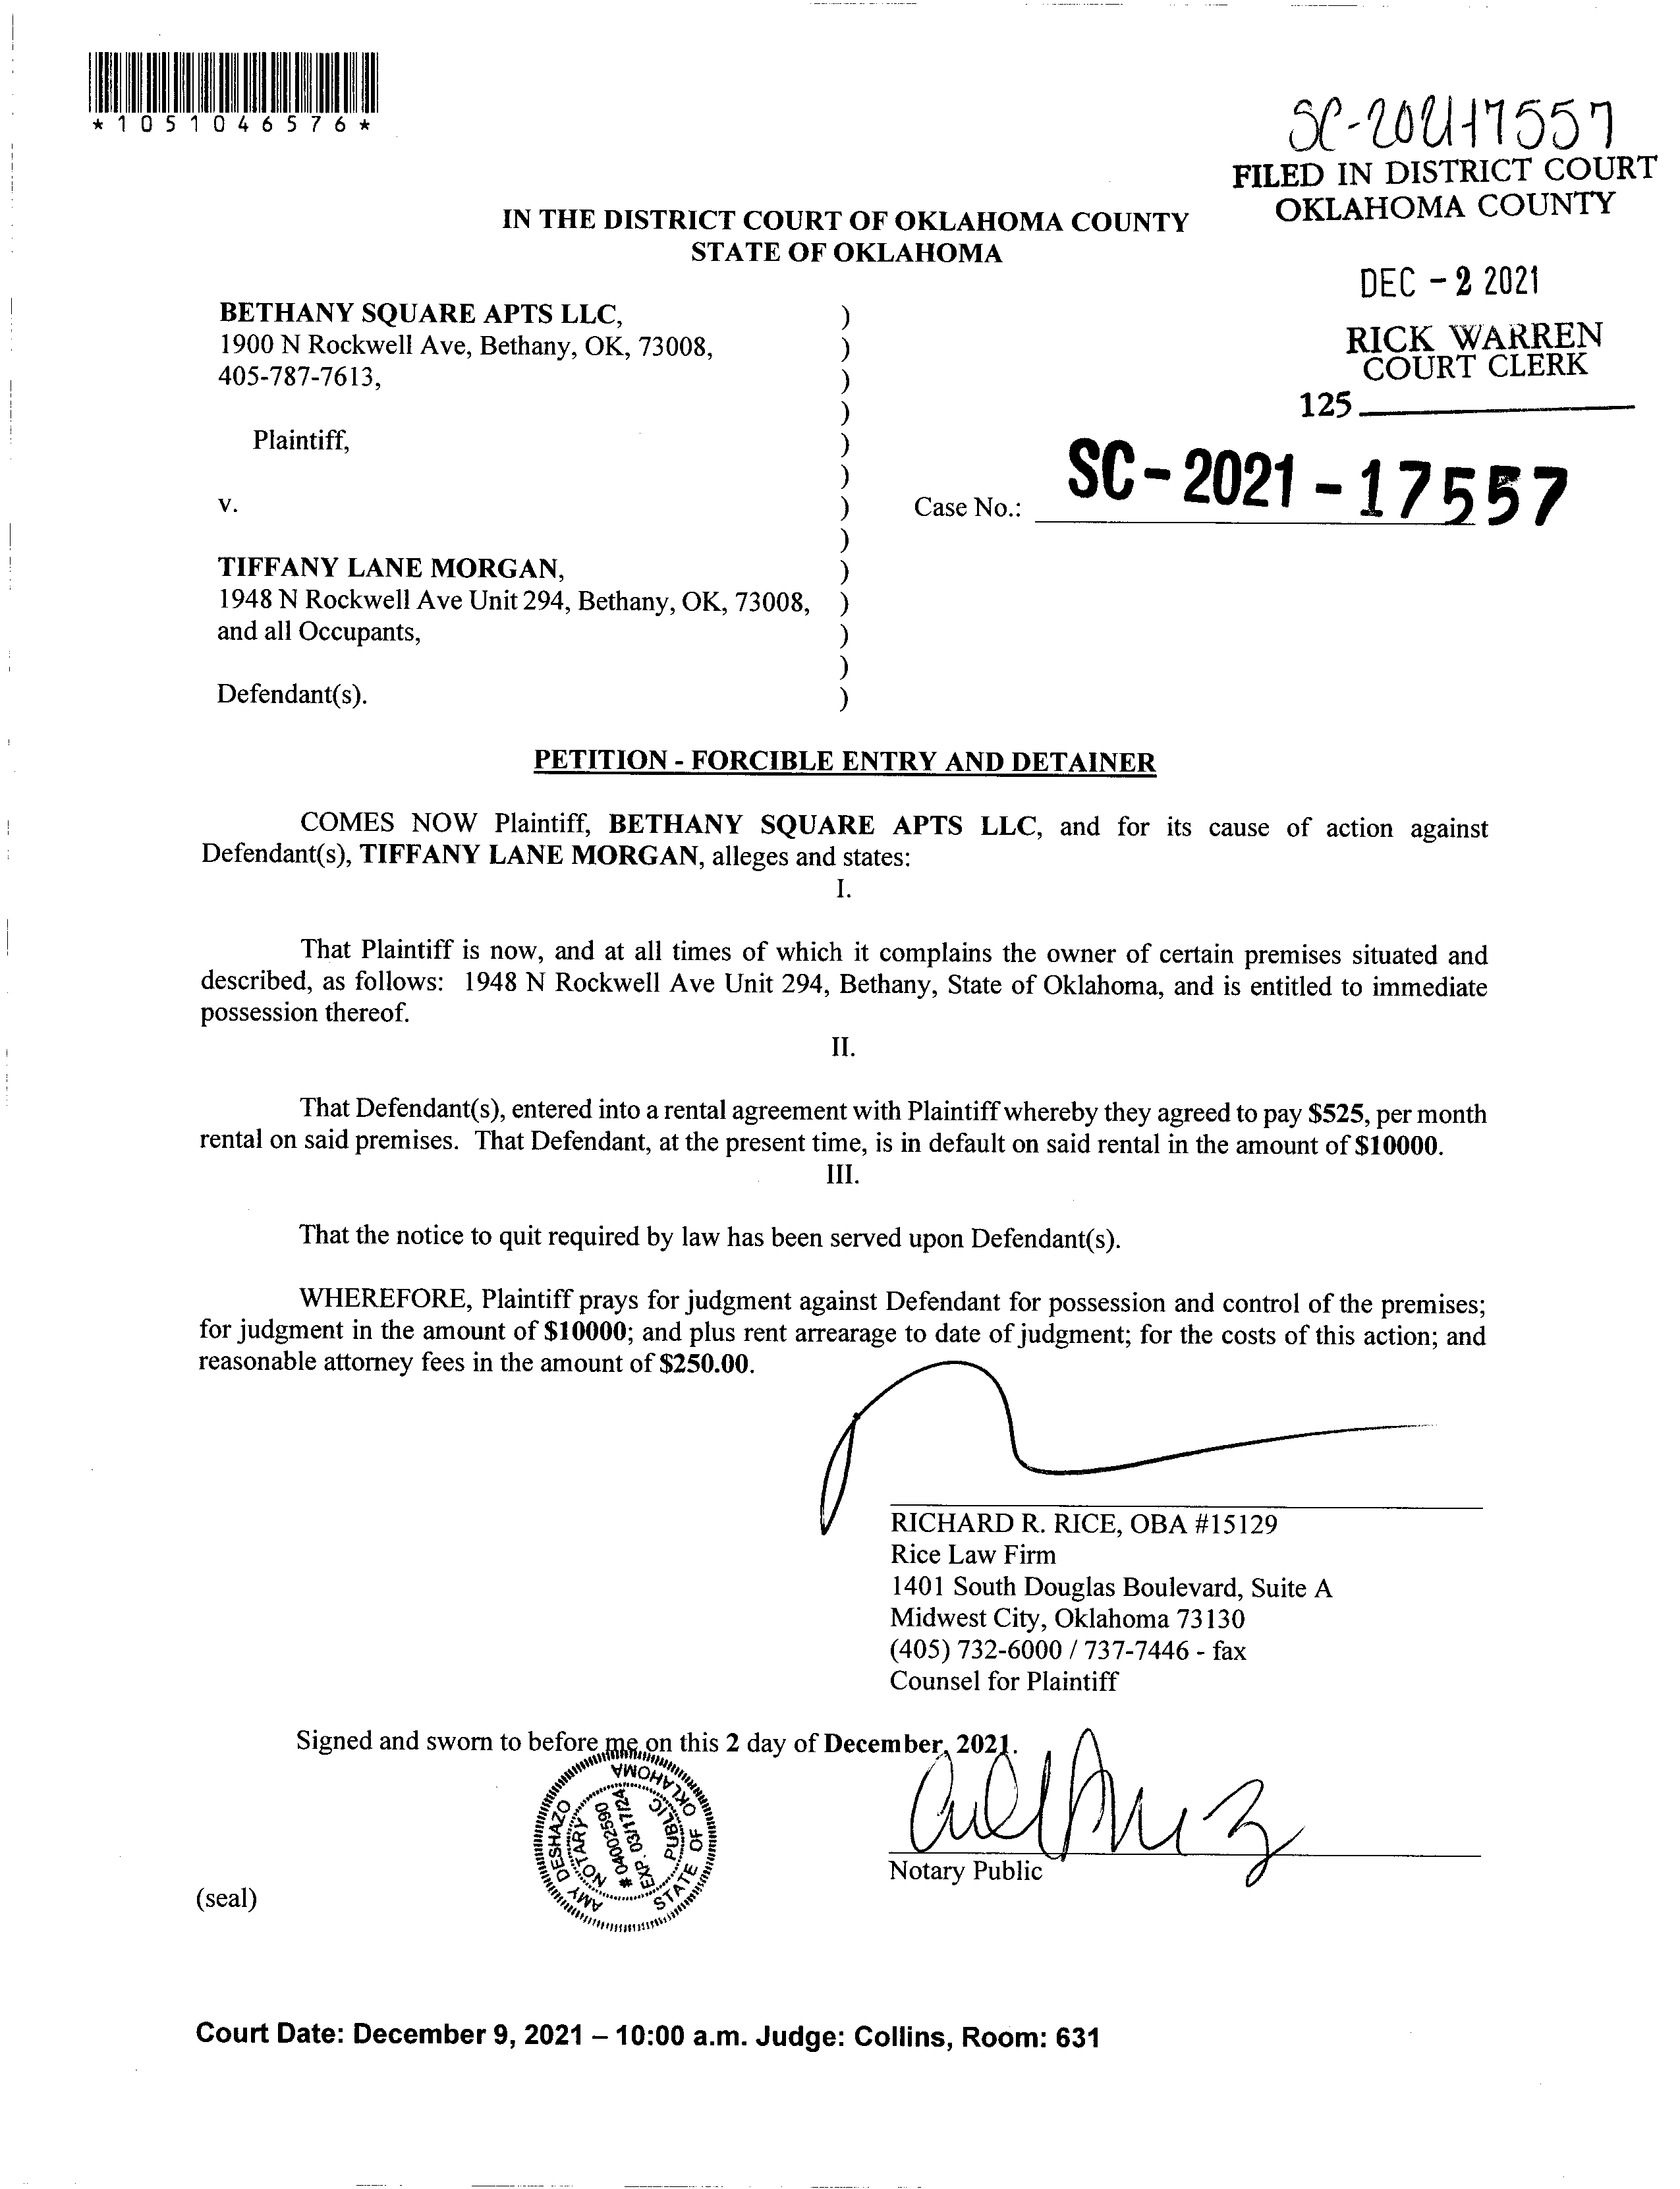 *1051046576*
SC-2021-17557
FILED IN DISTRICT COURT
OKLAHOMA COUNTY
IN THE DISTRICT COURT OF OKLAHOMA COUNTY
STATE OF OKLAHOMA
DEC - 2 2021
RICK WARREN
COURT CLERK
125
BETHANY SQUARE APTS LLC, )
1900 N Rockwell Ave, Bethany, OK, 73008, )
405-787-7613, )
)
Plaintiff, )
)
v. ) Case No.: SC-2021-17557
)
TIFFANY LANE MORGAN, )
1948 N Rockwell Ave Unit 294, Bethany, OK, 73008, )
and all Occupants, )
)
Defendant(s). )
PETITION - FORCIBLE ENTRY AND DETAINER
COMES NOW Plaintiff, BETHANY SQUARE APTS LLC, and for its cause of action against
Defendant(s), TIFFANY LANE MORGAN, alleges and states:
I.
That Plaintiff is now, and at all times of which it complains the owner of certain premises situated and
described, as follows: 1948 N Rockwell Ave Unit 294, Bethany, State of Oklahoma, and is entitled to immediate
possession thereof.
II.
That Defendant(s), entered into a rental agreement with Plaintiff whereby they agreed to pay $525, per month
rental on said premises. That Defendant, at the present time, is in default on said rental in the amount of $10000.
III.
That the notice to quit required by law has been served upon Defendant(s).
WHEREFORE, Plaintiff prays for judgment against Defendant for possession and control of the premises;
for judgment in the amount of $10000; and plus rent arrearage to date of judgment; for the costs of this action; and
reasonable attorney fees in the amount of $250.00.
RICHARD R. RICE, OBA #15129
Rice Law Firm
1401 South Douglas Boulevard, Suite A
Midwest City, Oklahoma 73130
(405) 732-6000 / 737-7446 - fax
Counsel for Plaintiff
Signed and sworn to before me on this 2 day of December, 2021.
AMY DESHAZO
NOTARY PUBLIC
# 04002590
EXP. 03/17/24
STATE OF OKLAHOMA
Notary Public
(seal)
Court Date: December 9, 2021 – 10:00 a.m. Judge: Collins, Room: 631